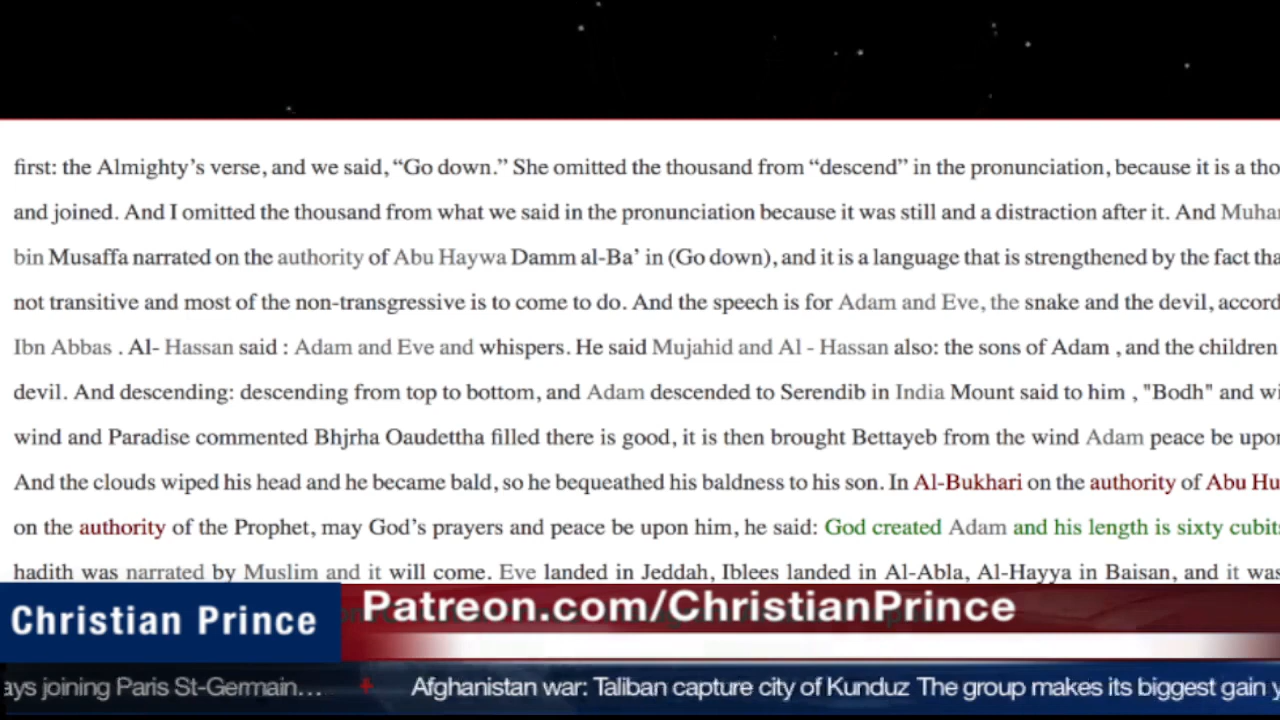 first: the Almighty’s verse, and we said, “Go down.” She omitted the thousand from “descend” in the pronunciation, because it is a tho
and joined. And I omitted the thousand from what we said in the pronunciation because it was still and a distraction after it. And Muha
bin Musaffa narrated on the authority of Abu Haywa Damm al-Ba’ in (Go down), and it is a language that is strengthened by the fact tha
not transitive and most of the non-transgressive is to come to do. And the speech is for Adam and Eve, the snake and the devil, accord
Ibn Abbas . Al- Hassan said : Adam and Eve and whispers. He said Mujahid and Al - Hassan also: the sons of Adam , and the children
devil. And descending: descending from top to bottom, and Adam descended to Serendib in India Mount said to him , "Bodh" and wi
wind and Paradise commented Bhjrha Oaudettha filled there is good, it is then brought Bettayeb from the wind Adam peace be upon
And the clouds wiped his head and he became bald, so he bequeathed his baldness to his son. In Al-Bukhari on the authority of Abu Hu
on the authority of the Prophet, may God’s prayers and peace be upon him, he said: God created Adam and his length is sixty cubits
hadith was narrated by Muslim and it will come. Eve landed in Jeddah, Iblees landed in Al-Abla, Al-Hayya in Baisan, and it was
Christian Prince
Patreon.com/ChristianPrince
ays joining Paris St-Germain... + Afghanistan war: Taliban capture city of Kunduz The group makes its biggest gain y